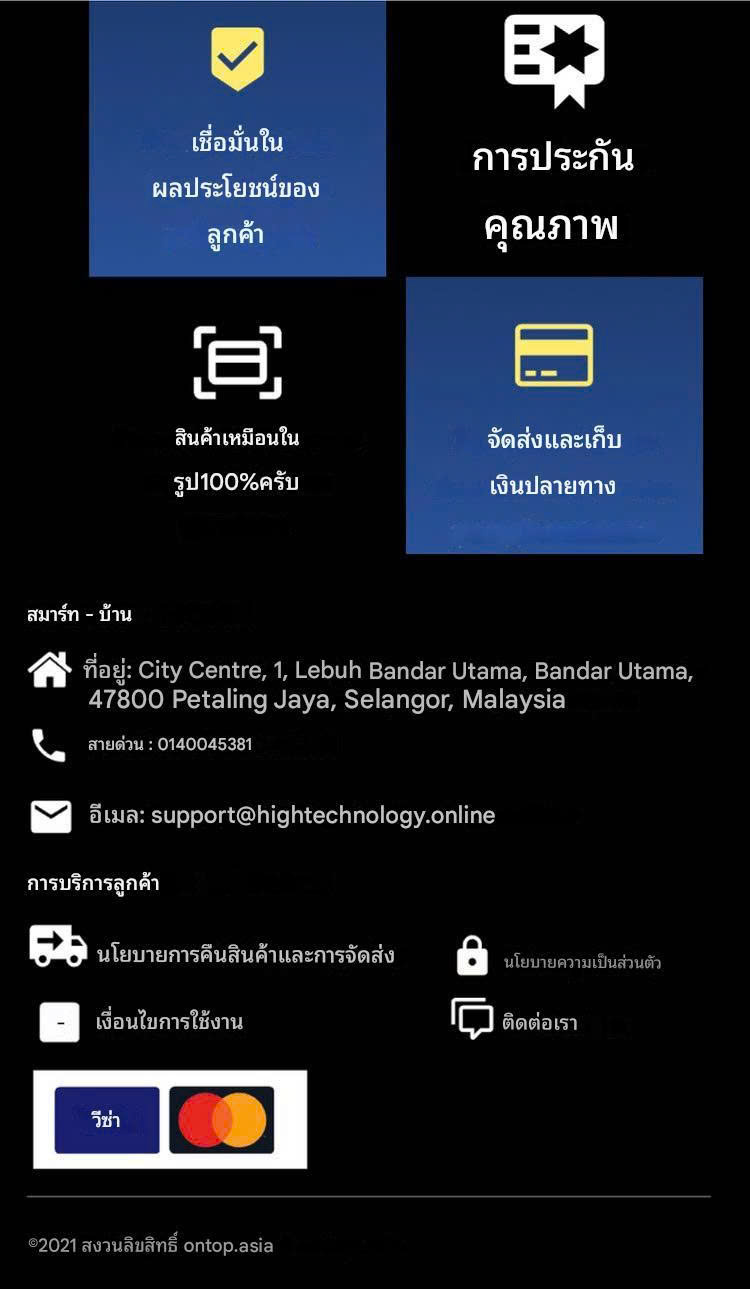 เชื่อมั่นใน
ผลประโยชน์ของ
ลูกค้า
การประกัน
คุณภาพ
สินค้าเหมือนใน
รูป100%ครับ
จัดส่งและเก็บ
เงินปลายทาง
สมาร์ท - บ้าน
ที่อยู่: City Centre, 1, Lebuh Bandar Utama, Bandar Utama,
47800 Petaling Jaya, Selangor, Malaysia
สายด่วน : 0140045381
อีเมล: support@hightechnology.online
การบริการลูกค้า
นโยบายการคืนสินค้าและการจัดส่ง
นโยบายความเป็นส่วนตัว
เงื่อนไขการใช้งาน
ติดต่อเรา
วีซ่า
©2021 สงวนลิขสิทธิ์ ontop.asia